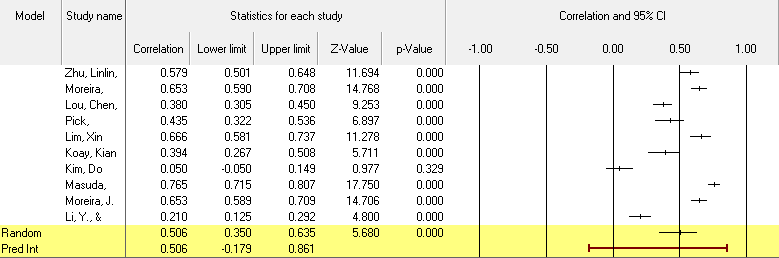 Model Study name Statistics for each study Correlation and 95% CI
Correlation Lower limit Upper limit Z-Value p-Value -1.00 -0.50 0.00 0.50 1.00
Zhu, Linlin, 0.579 0.501 0.648 11.694 0.000
Moreira, 0.653 0.590 0.708 14.768 0.000
Lou, Chen, 0.380 0.305 0.450 9.253 0.000
Pick, 0.435 0.322 0.536 6.897 0.000
Lim, Xin 0.666 0.581 0.737 11.278 0.000
Koay, Kian 0.394 0.267 0.508 5.711 0.000
Kim, Do 0.050 -0.050 0.149 0.977 0.329
Masuda, 0.765 0.715 0.807 17.750 0.000
Moreira, J. 0.653 0.589 0.709 14.706 0.000
Li, Y., & 0.210 0.125 0.292 4.800 0.000
Random 0.506 0.350 0.635 5.680 0.000
Pred Int 0.506 -0.179 0.861